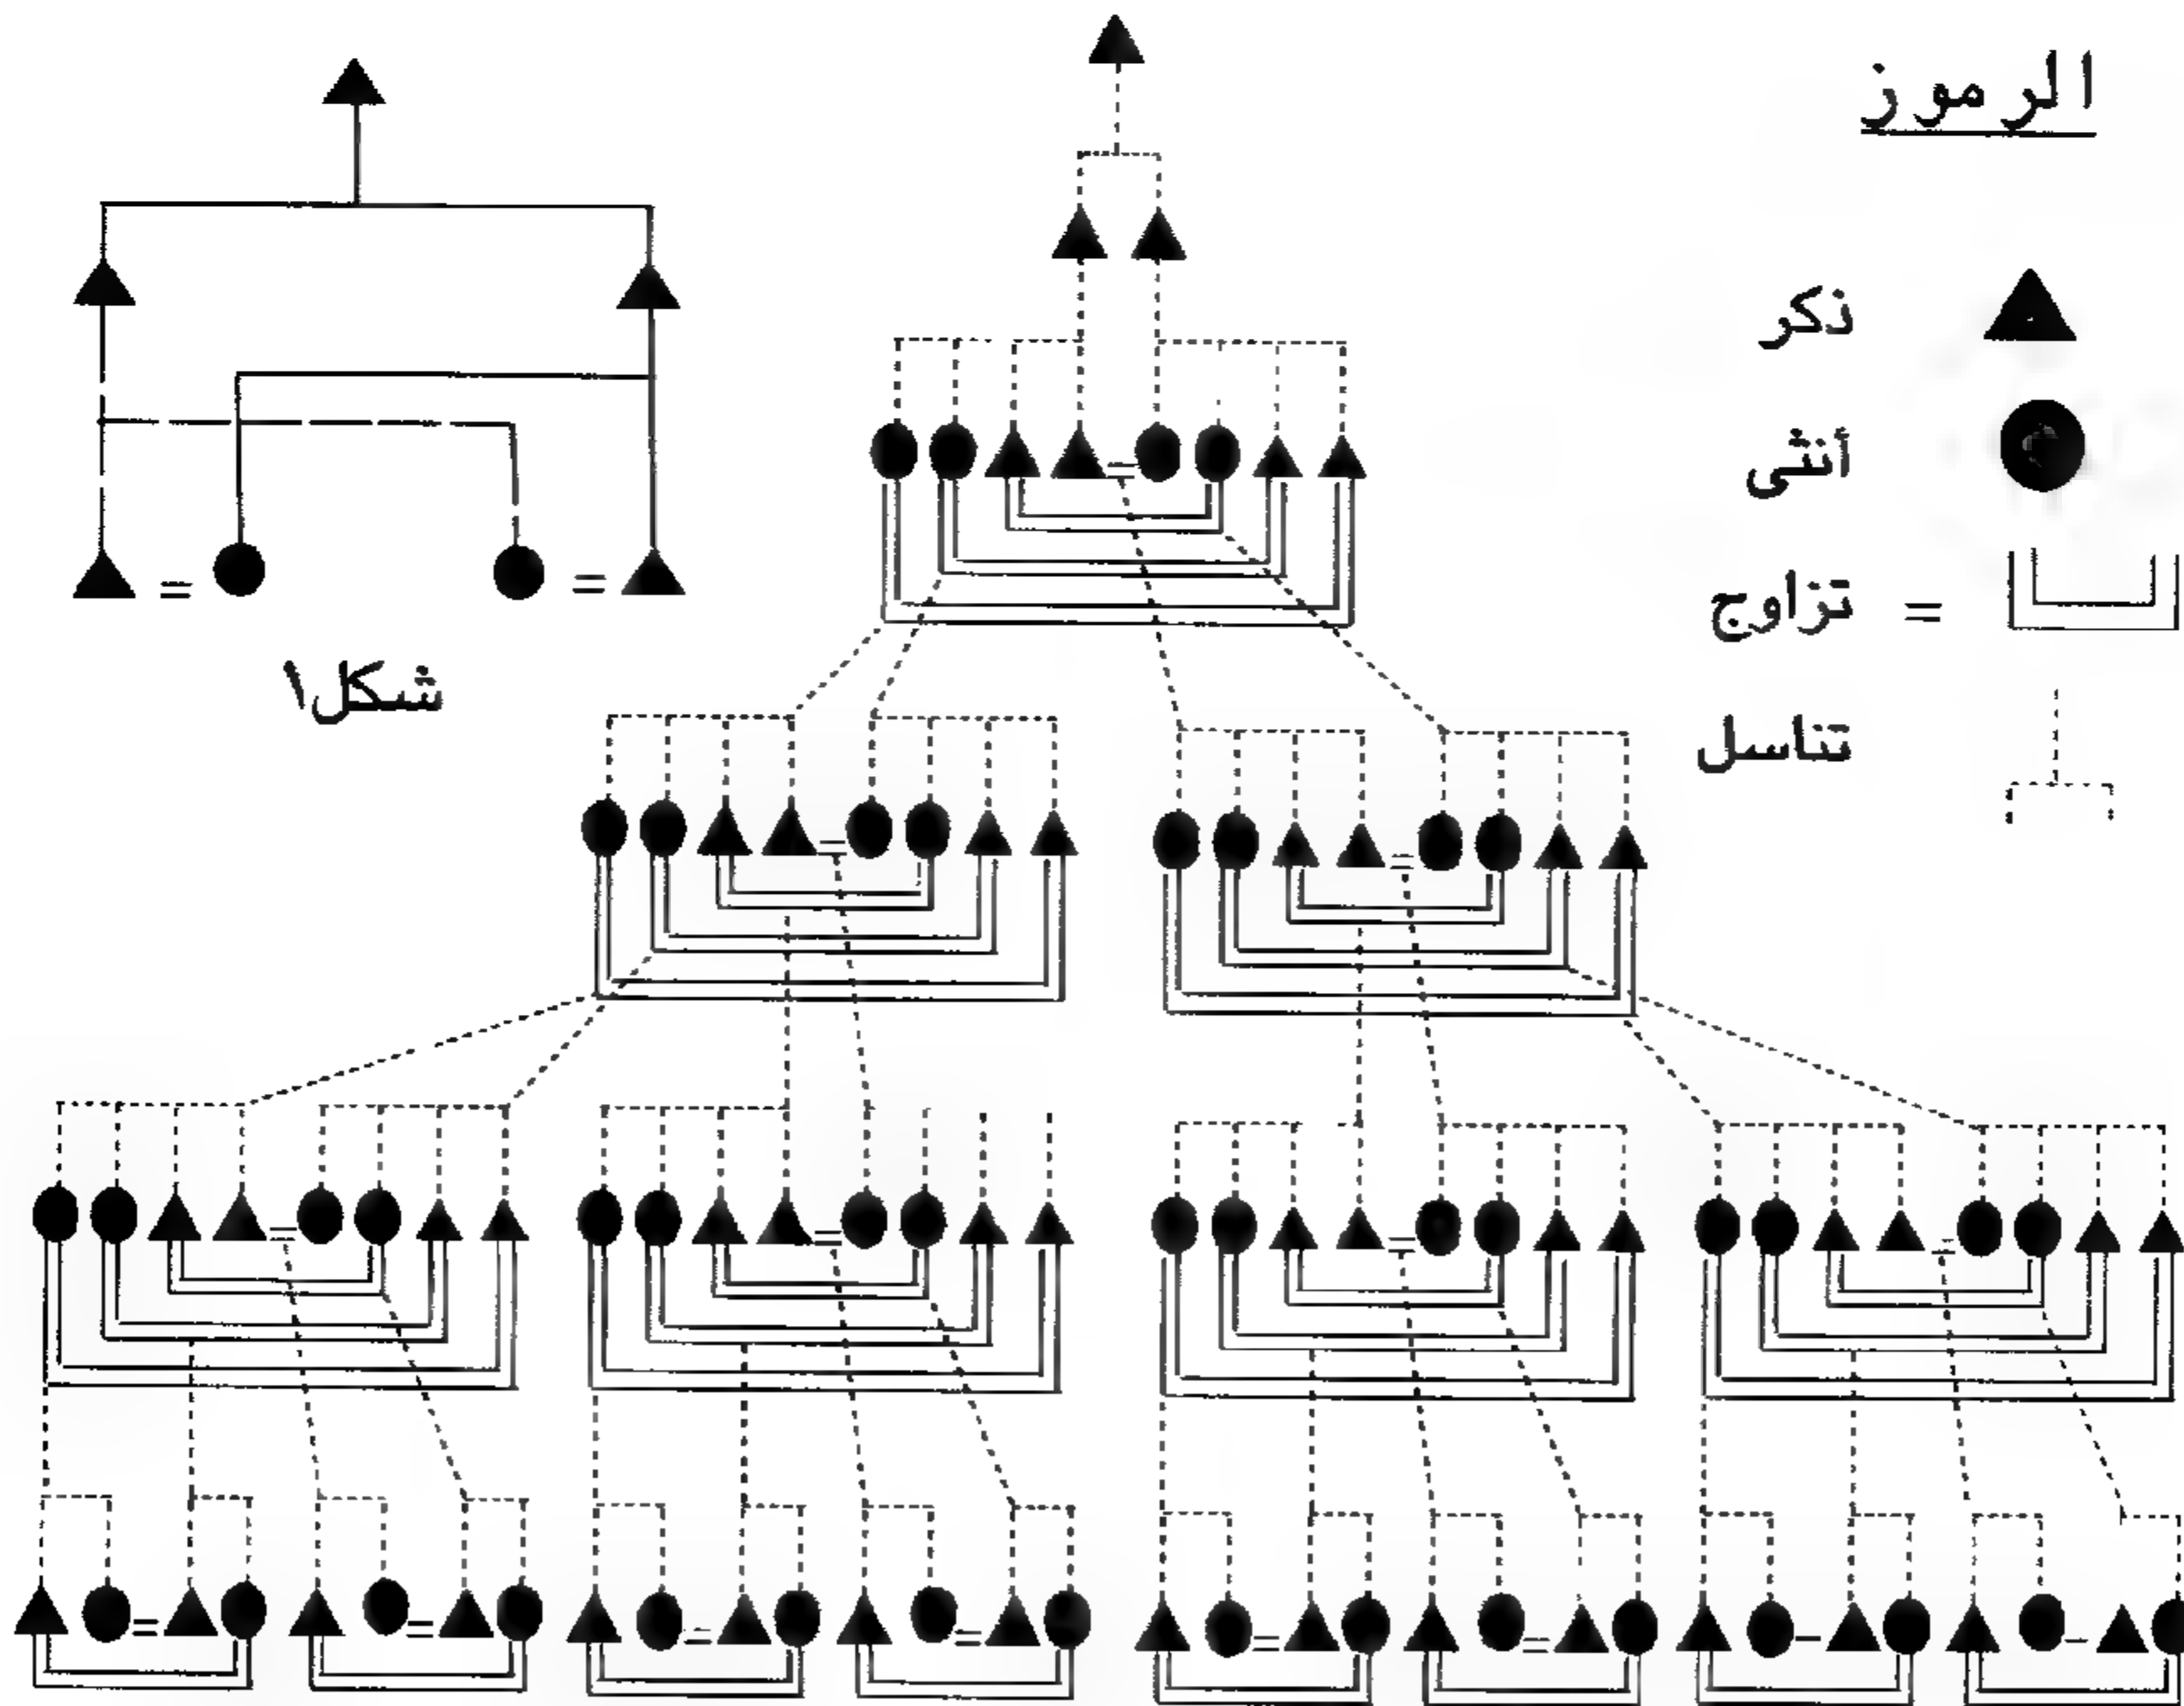 الرموز
ذكر
أنثى
تزاوج =
تناسل
شكل١